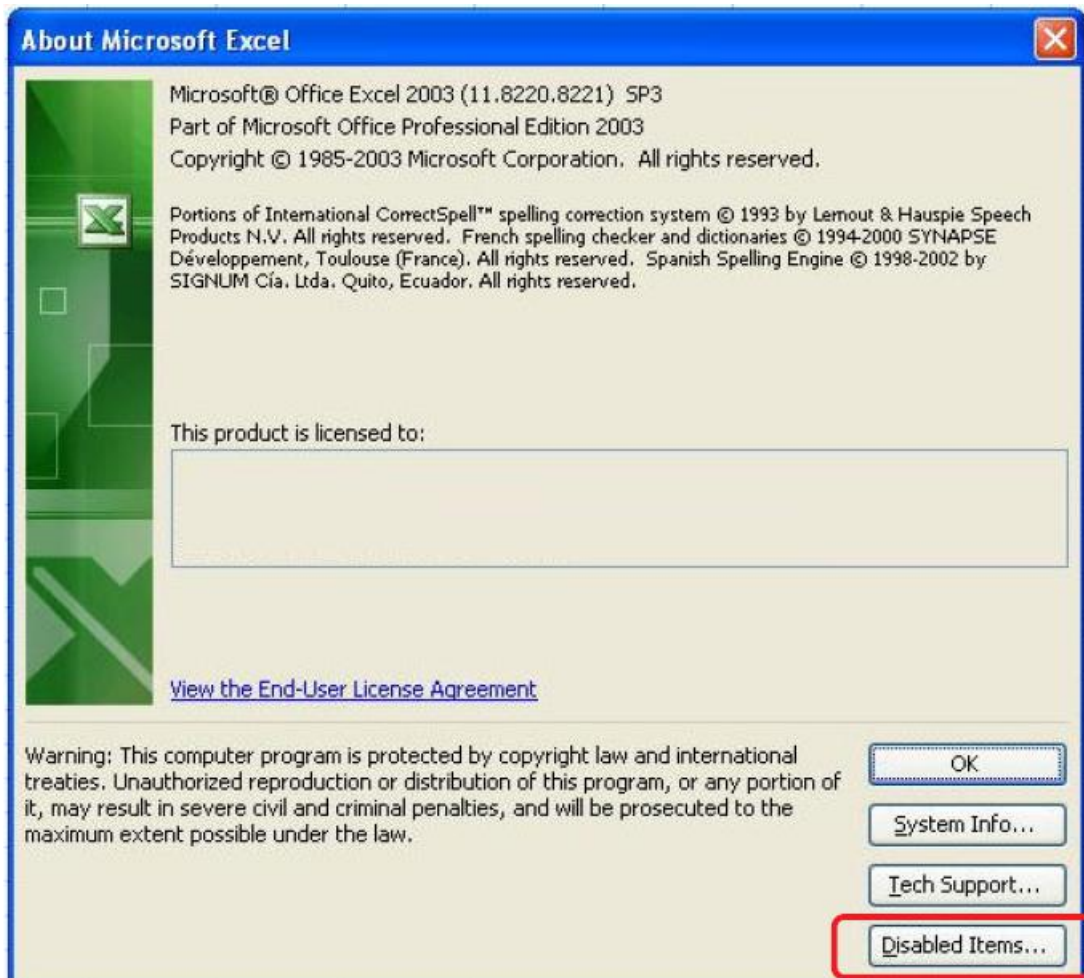 About Microsoft Excel
Microsoft® Office Excel 2003 (11.8220.8221) SP3
Part of Microsoft Office Professional Edition 2003
Copyright © 1985-2003 Microsoft Corporation. All rights reserved.
Portions of International CorrectSpell™ spelling correction system © 1993 by Lernout & Hauspie Speech
Products N.V. All rights reserved. French spelling checker and dictionaries © 1994-2000 SYNAPSE
Développement, Toulouse (France). All rights reserved. Spanish Spelling Engine © 1998-2002 by
SIGNUM Cía. Ltda. Quito, Ecuador. All rights reserved.
This product is licensed to:
View the End-User License Agreement
Warning: This computer program is protected by copyright law and international
treaties. Unauthorized reproduction or distribution of this program, or any portion of
it, may result in severe civil and criminal penalties, and will be prosecuted to the
maximum extent possible under the law.
OK
System Info...
Tech Support...
Disabled Items...